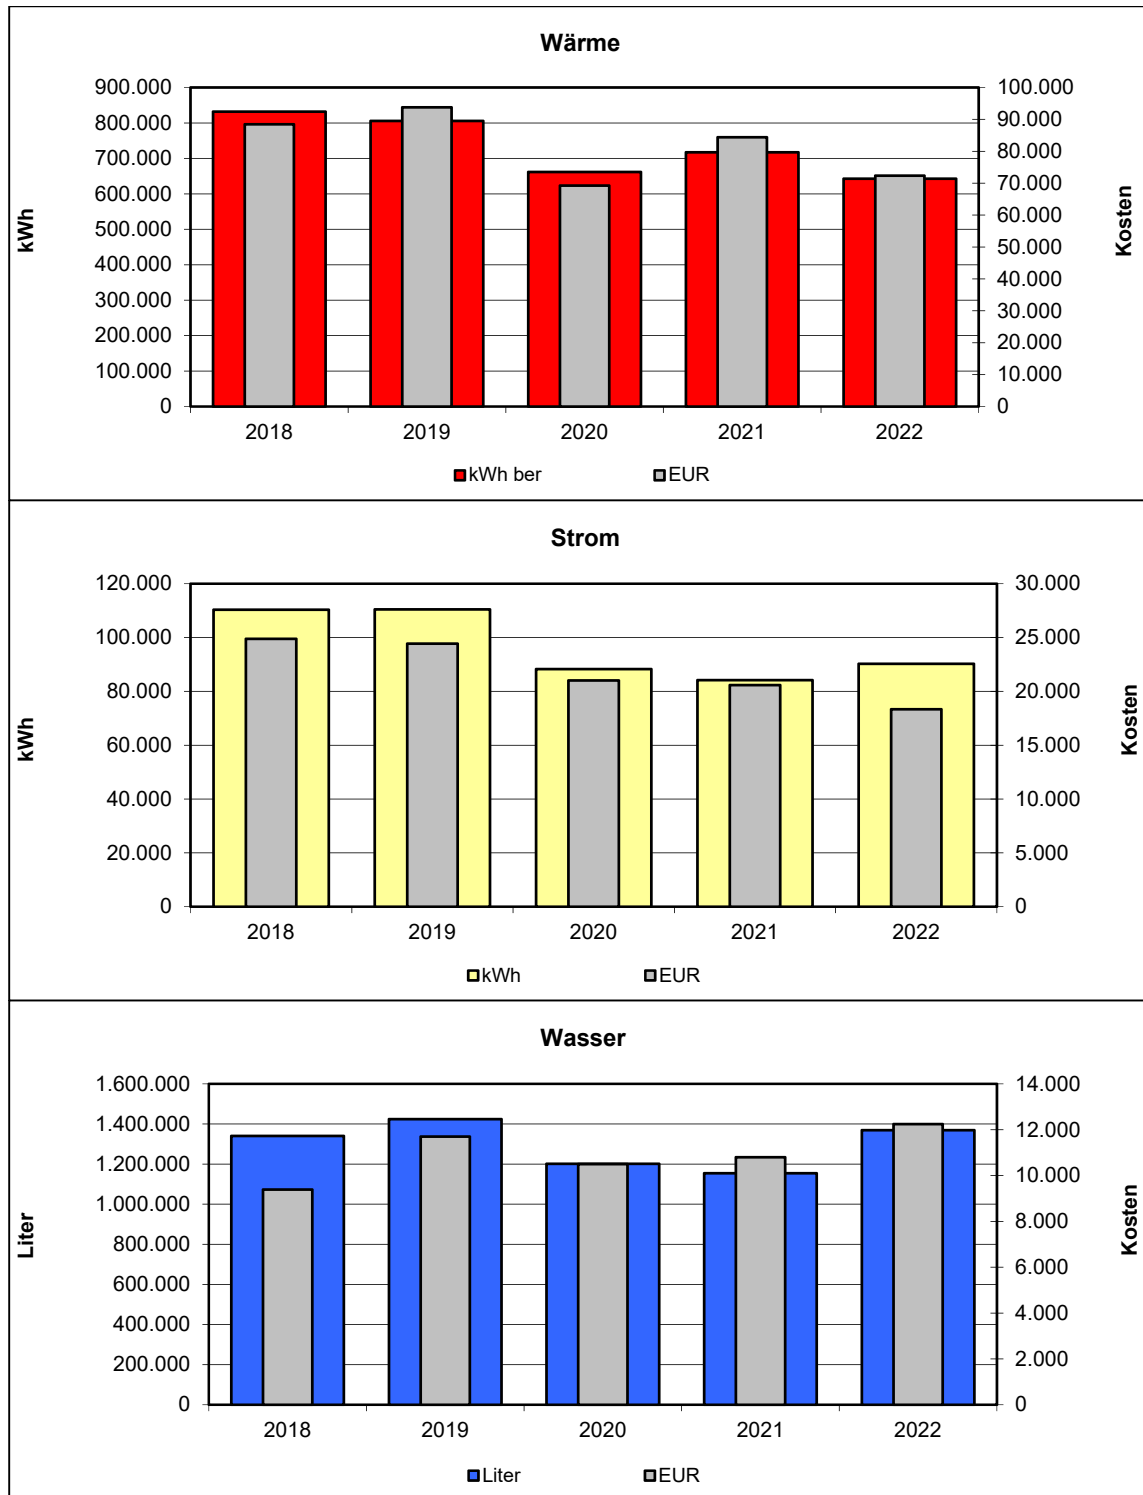 Wärme
900.000 100.000
800.000 90.000
700.000 80.000
600.000 70.000
500.000 60.000
400.000 50.000
300.000 40.000
200.000 30.000
100.000 20.000
0 10.000
0
kWh
Kosten
2018 2019 2020 2021 2022
kWh ber EUR
Strom
120.000 30.000
100.000 25.000
80.000 20.000
60.000 15.000
40.000 10.000
20.000 5.000
0 0
kWh
Kosten
2018 2019 2020 2021 2022
kWh EUR
Wasser
1.600.000 14.000
1.400.000 12.000
1.200.000 10.000
1.000.000 8.000
800.000 6.000
600.000 4.000
400.000 2.000
200.000 0
0
Liter
Kosten
2018 2019 2020 2021 2022
Liter EUR